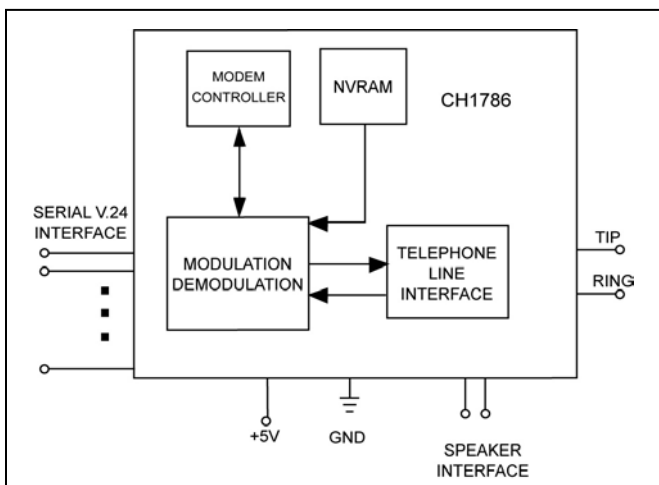 MODEM
CONTROLLER
NVRAM
CH1786
SERIAL V.24
INTERFACE
MODULATION
DEMODULATION
TELEPHONE
LINE
INTERFACE
TIP
RING
+5V
GND
SPEAKER
INTERFACE